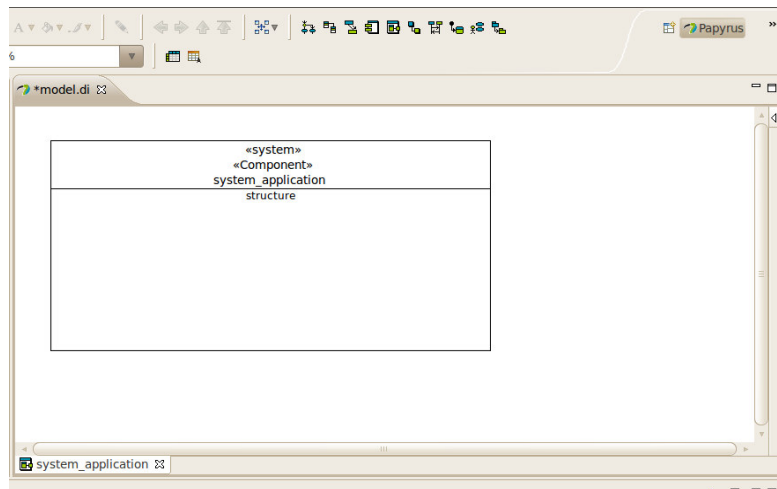 A
Papyrus
»
%
*model.di
«system»
«Component»
system_application
structure
system_application